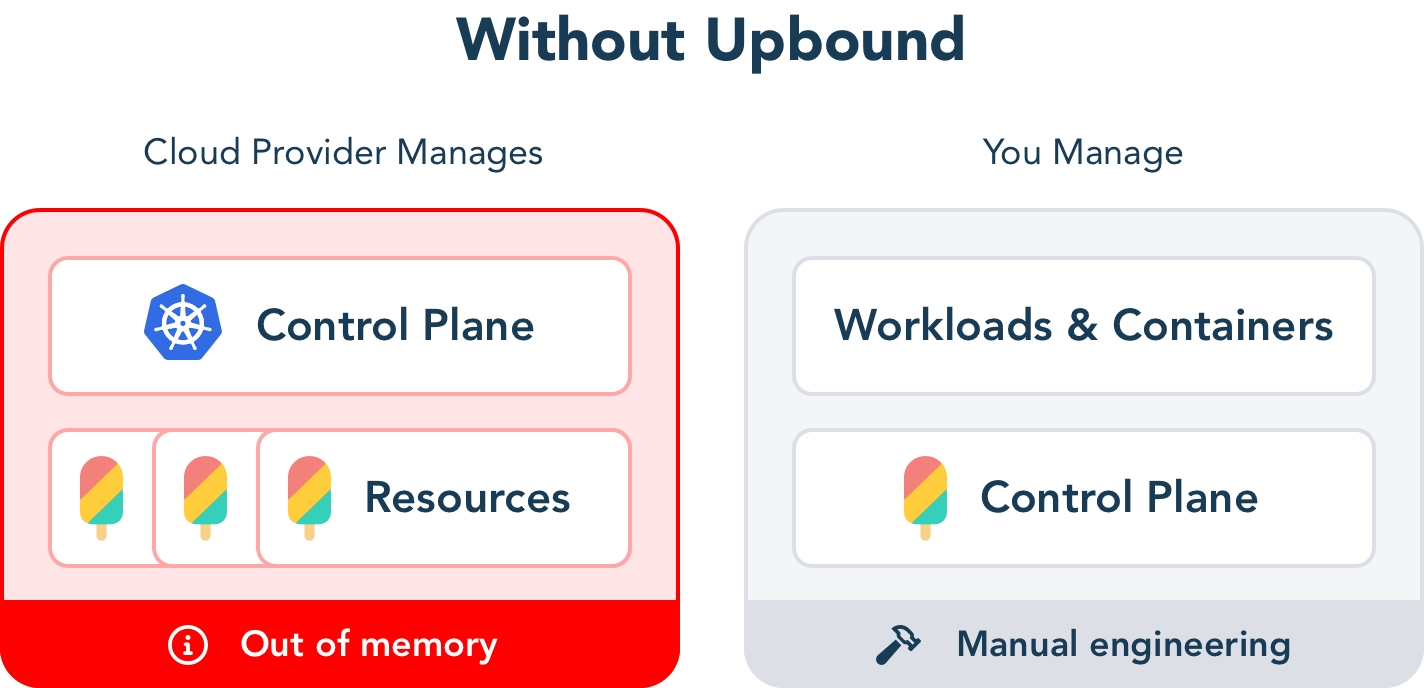 Without Upbound
Cloud Provider Manages
Control Plane
Resources
Out of memory
You Manage
Workloads & Containers
Control Plane
Manual engineering